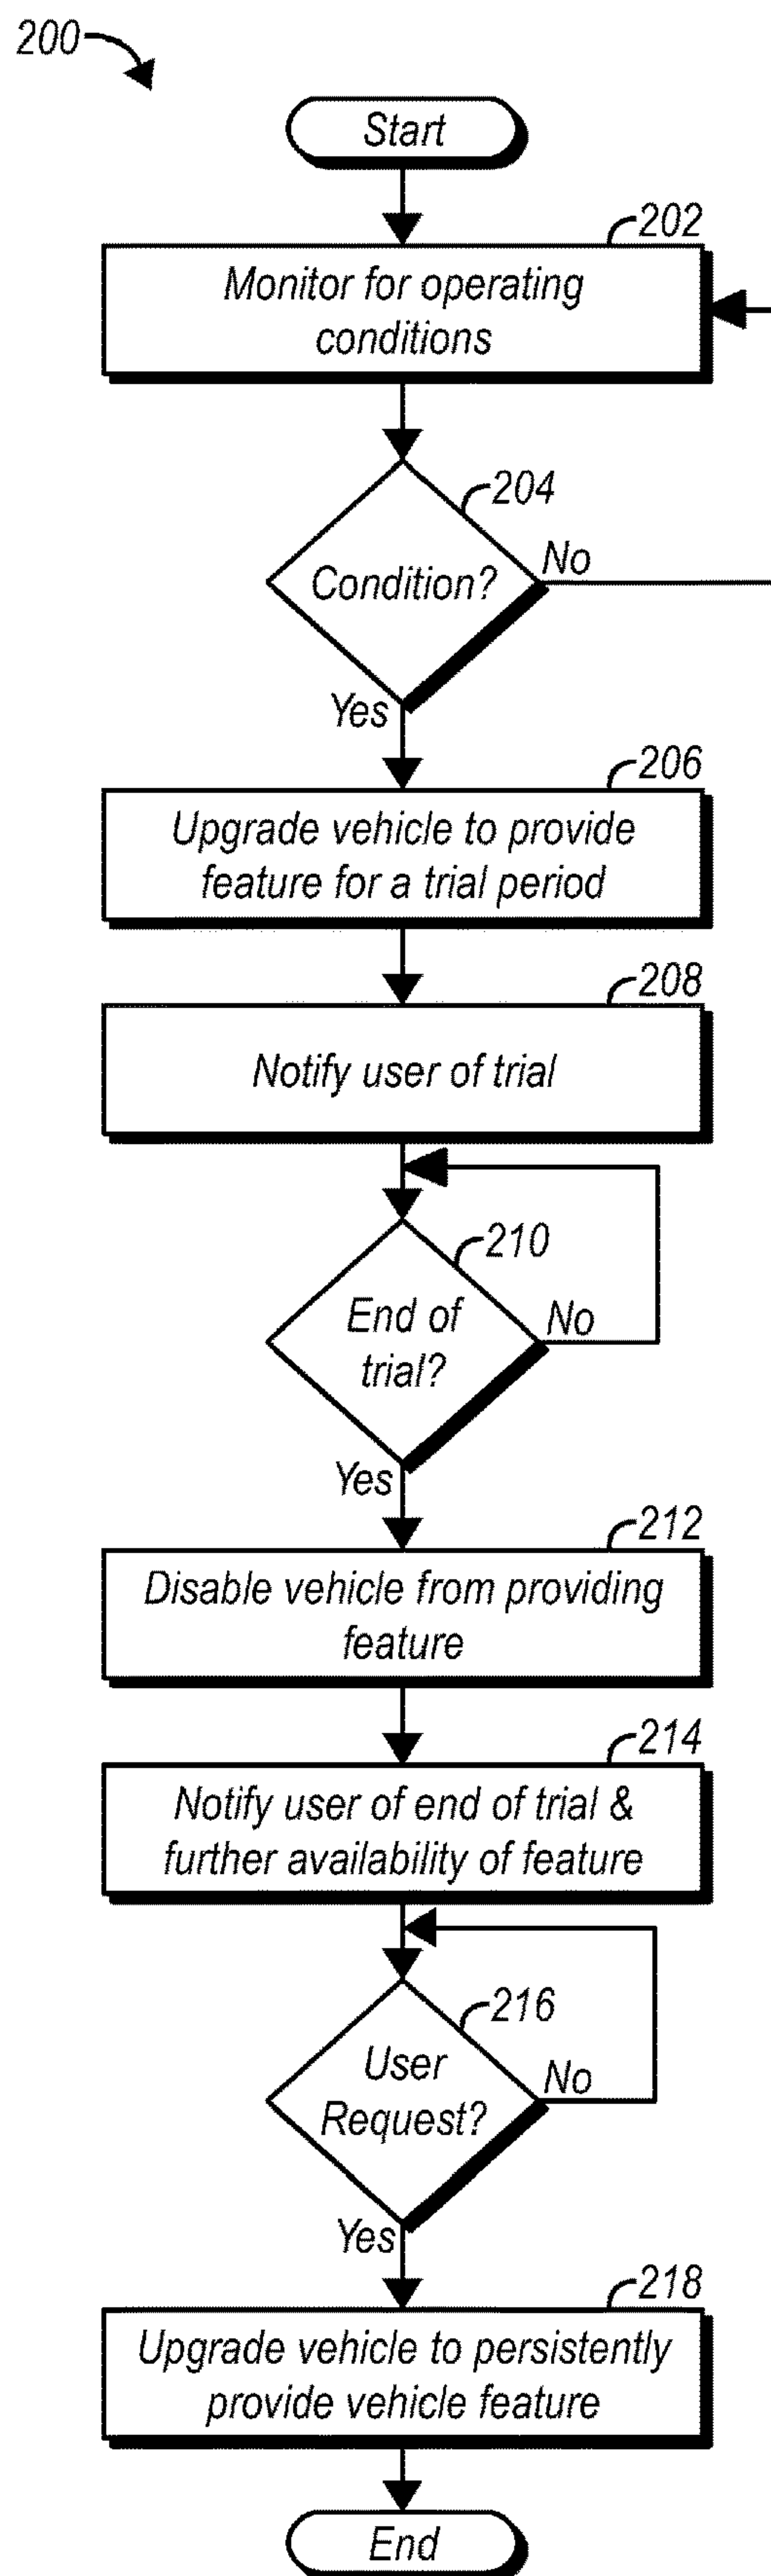 200
Start
202
Monitor for operating
conditions
204
Condition?
No
Yes
206
Upgrade vehicle to provide
feature for a trial period
208
Notify user of trial
210
End of
trial?
No
Yes
212
Disable vehicle from providing
feature
214
Notify user of end of trial &
further availability of feature
216
User
Request?
No
Yes
218
Upgrade vehicle to persistently
provide vehicle feature
End